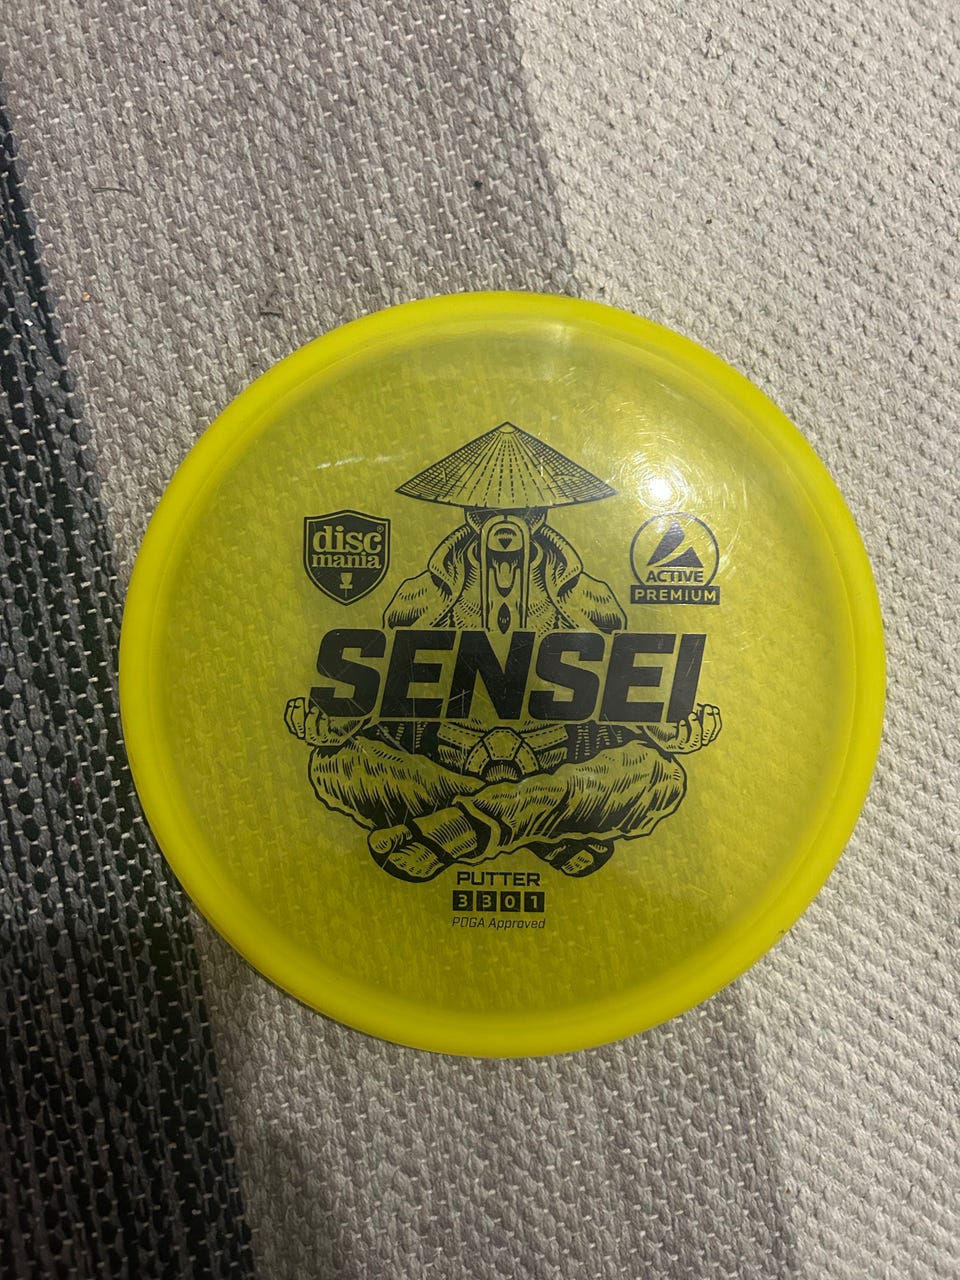 disc®
mania
ACTIVE
PREMIUM
SENSEI
PUTTER
3 3 0 1
PDGA Approved